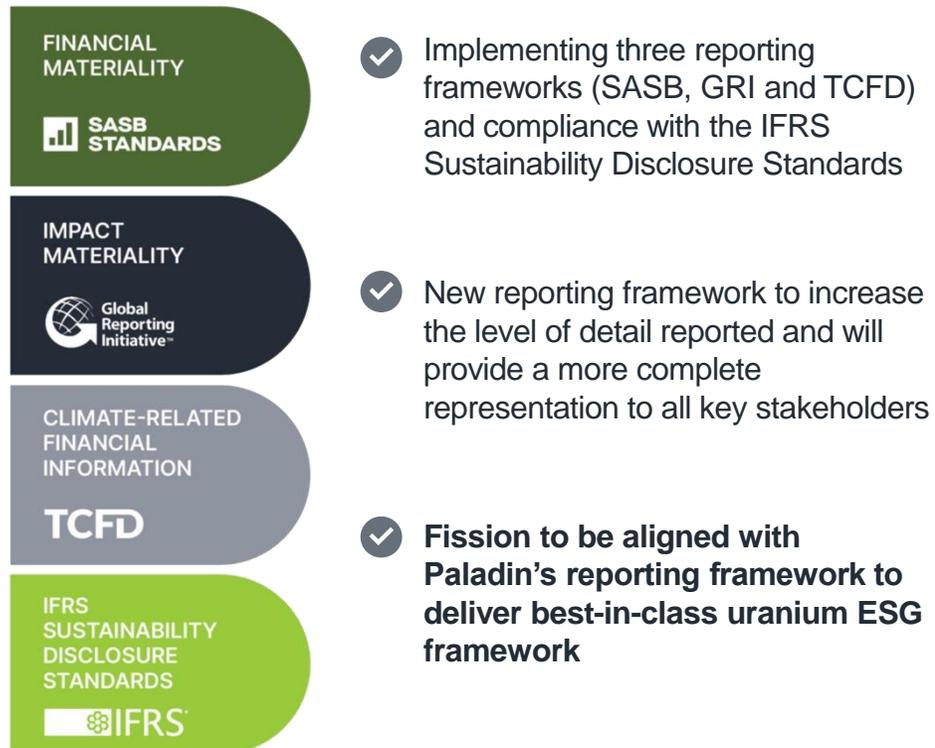 FINANCIAL
MATERIALITY
SASB
STANDARDS
IMPACT
MATERIALITY
Global
Reporting
Initiative™
CLIMATE-RELATED
FINANCIAL
INFORMATION
TCFD
IFRS
SUSTAINABILITY
DISCLOSURE
STANDARDS
IFRS
Implementing three reporting
frameworks (SASB, GRI and TCFD)
and compliance with the IFRS
Sustainability Disclosure Standards
New reporting framework to increase
the level of detail reported and will
provide a more complete
representation to all key stakeholders
Fission to be aligned with
Paladin’s reporting framework to
deliver best-in-class uranium ESG
framework